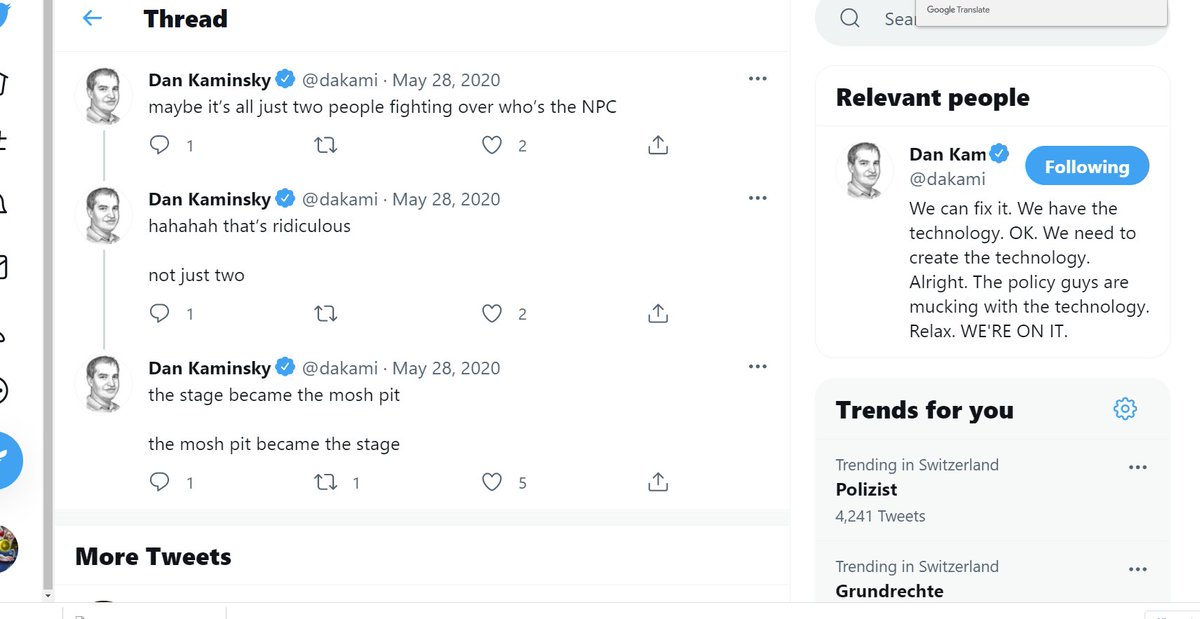 Thread
Dan Kaminsky @dakami · May 28, 2020
maybe it’s all just two people fighting over who’s the NPC
1
2
Dan Kaminsky @dakami · May 28, 2020
hahahah that’s ridiculous
not just two
1
2
Dan Kaminsky @dakami · May 28, 2020
the stage became the mosh pit
the mosh pit became the stage
1
1
5
More Tweets
Google Translate
Relevant people
Dan Kam
@dakami
Following
We can fix it. We have the
technology. OK. We need to
create the technology.
Alright. The policy guys are
mucking with the technology.
Relax. WE'RE ON IT.
Trends for you
Trending in Switzerland
Polizist
4,241 Tweets
Trending in Switzerland
Grundrechte